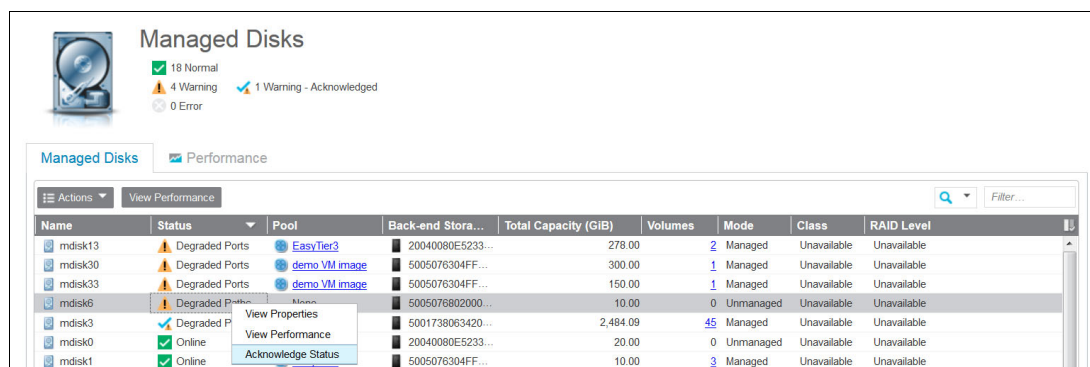 Managed Disks
18 Normal
4 Warning 1 Warning - Acknowledged
0 Error
Managed Disks Performance
Actions View Performance Filter...
Name Status Pool Back-end Stora... Total Capacity (GiB) Volumes Mode Class RAID Level
mdisk13 Degraded Ports EasyTier3 20040080E5233... 278.00 2 Managed Unavailable Unavailable
mdisk30 Degraded Ports demo VM image 5005076304FF... 300.00 1 Managed Unavailable Unavailable
mdisk33 Degraded Ports demo VM image 5005076304FF... 150.00 1 Managed Unavailable Unavailable
mdisk6 Degraded Paths None 5005076802000... 10.00 0 Unmanaged Unavailable Unavailable
mdisk3 Degraded P 5001738063420... 2,484.09 45 Managed Unavailable Unavailable
mdisk0 Online 20040080E5233... 20.00 0 Unmanaged Unavailable Unavailable
mdisk1 Online 5005076304FF... 10.00 3 Managed Unavailable Unavailable
View Properties
View Performance
Acknowledge Status